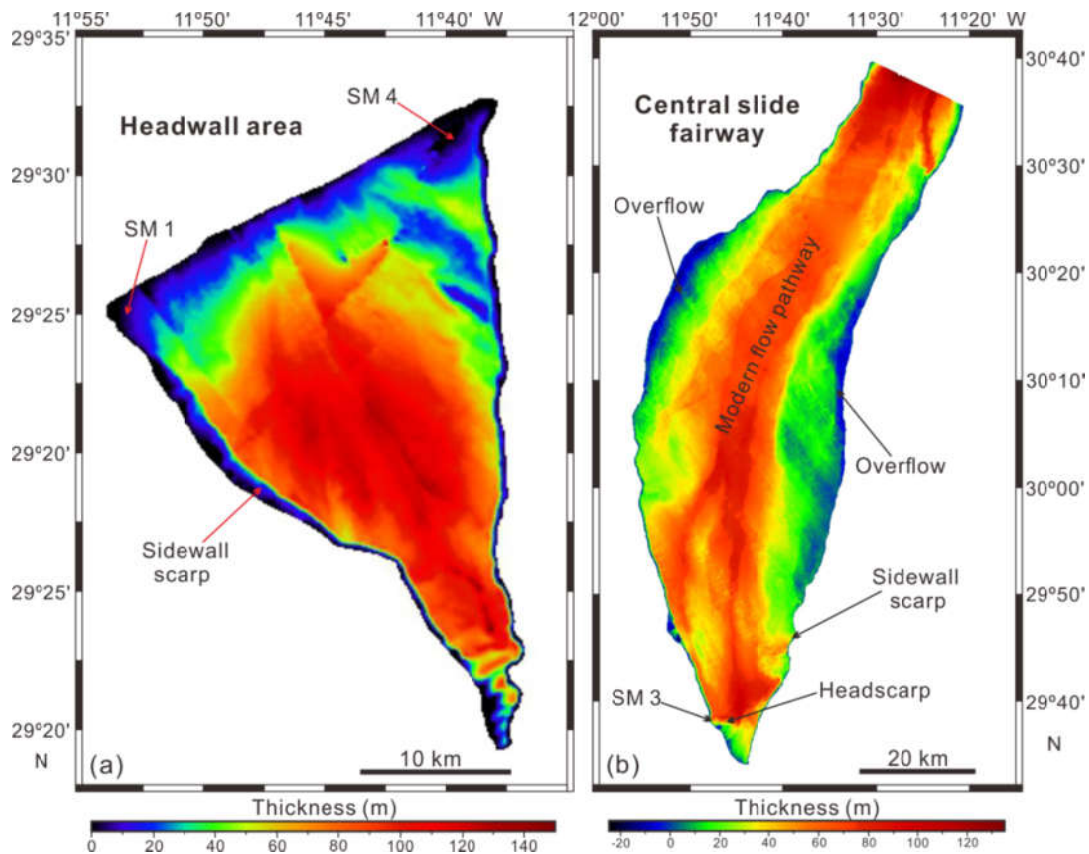 11°55' 11°50' 11°45' 11°40' W
29°35'
29°30'
29°25'
29°20'
29°25'
29°20'
N
Headwall area
SM 4
SM 1
Sidewall
scarp
(a)
10 km
Thickness (m)
0 20 40 60 80 100 120 140
12°00' 11°50' 11°40' 11°30' 11°20' W
30°40'
30°30'
30°20'
30°10'
30°00'
29°50'
29°40'
N
Central slide
fairway
Overflow
Modern flow pathway
Overflow
Sidewall
scarp
SM 3
Headscarp
(b)
20 km
Thickness (m)
-20 0 20 40 60 80 100 120